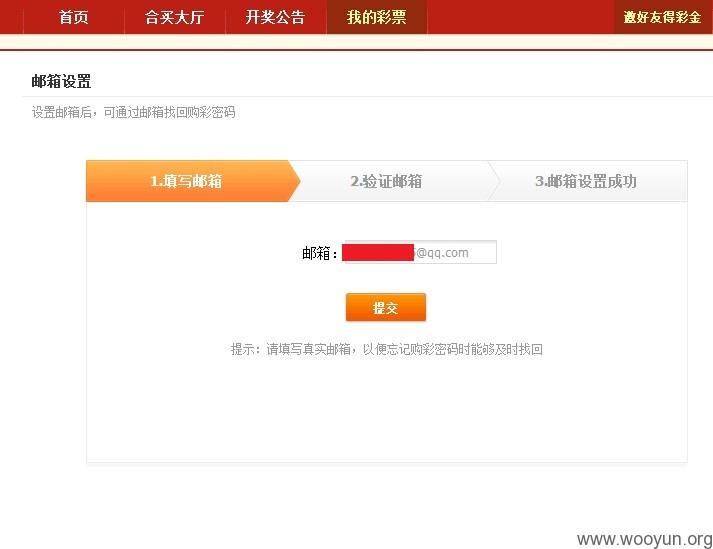 首页 合买大厅 开奖公告 我的彩票 邀好友得彩金
邮箱设置
设置邮箱后，可通过邮箱找回购彩密码
1.填写邮箱 2.验证邮箱 3.邮箱设置成功
邮箱： @qq.com
提交
提示：请填写真实邮箱，以便忘记购彩密码时能够及时找回
www.wooyun.org